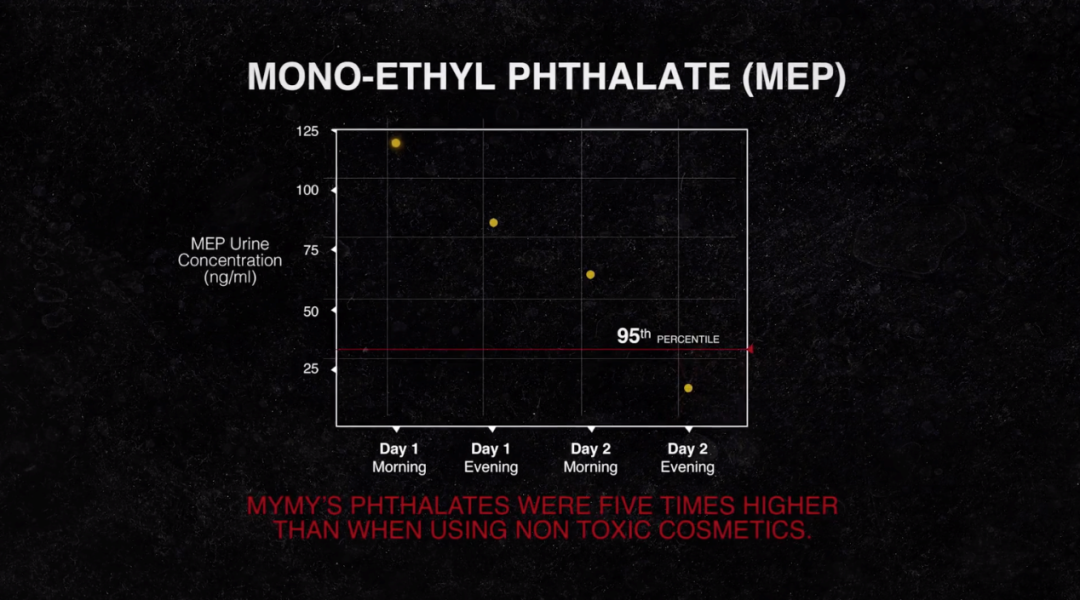 MONO-ETHYL PHTHALATE (MEP)
125
100
75
50
25
MEP Urine
Concentration
(ng/ml)
95th PERCENTILE
Day 1
Morning
Day 1
Evening
Day 2
Morning
Day 2
Evening
MYMY'S PHTHALATES WERE FIVE TIMES HIGHER
THAN WHEN USING NON TOXIC COSMETICS.